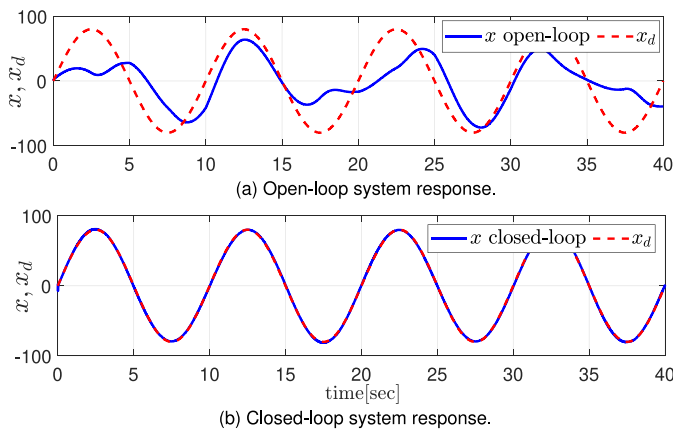 100
0
-100
x, x_d
x open-loop x_d
0 5 10 15 20 25 30 35 40
(a) Open-loop system response.
100
0
-100
x, x_d
x closed-loop x_d
0 5 10 15 20 25 30 35 40
time[sec]
(b) Closed-loop system response.